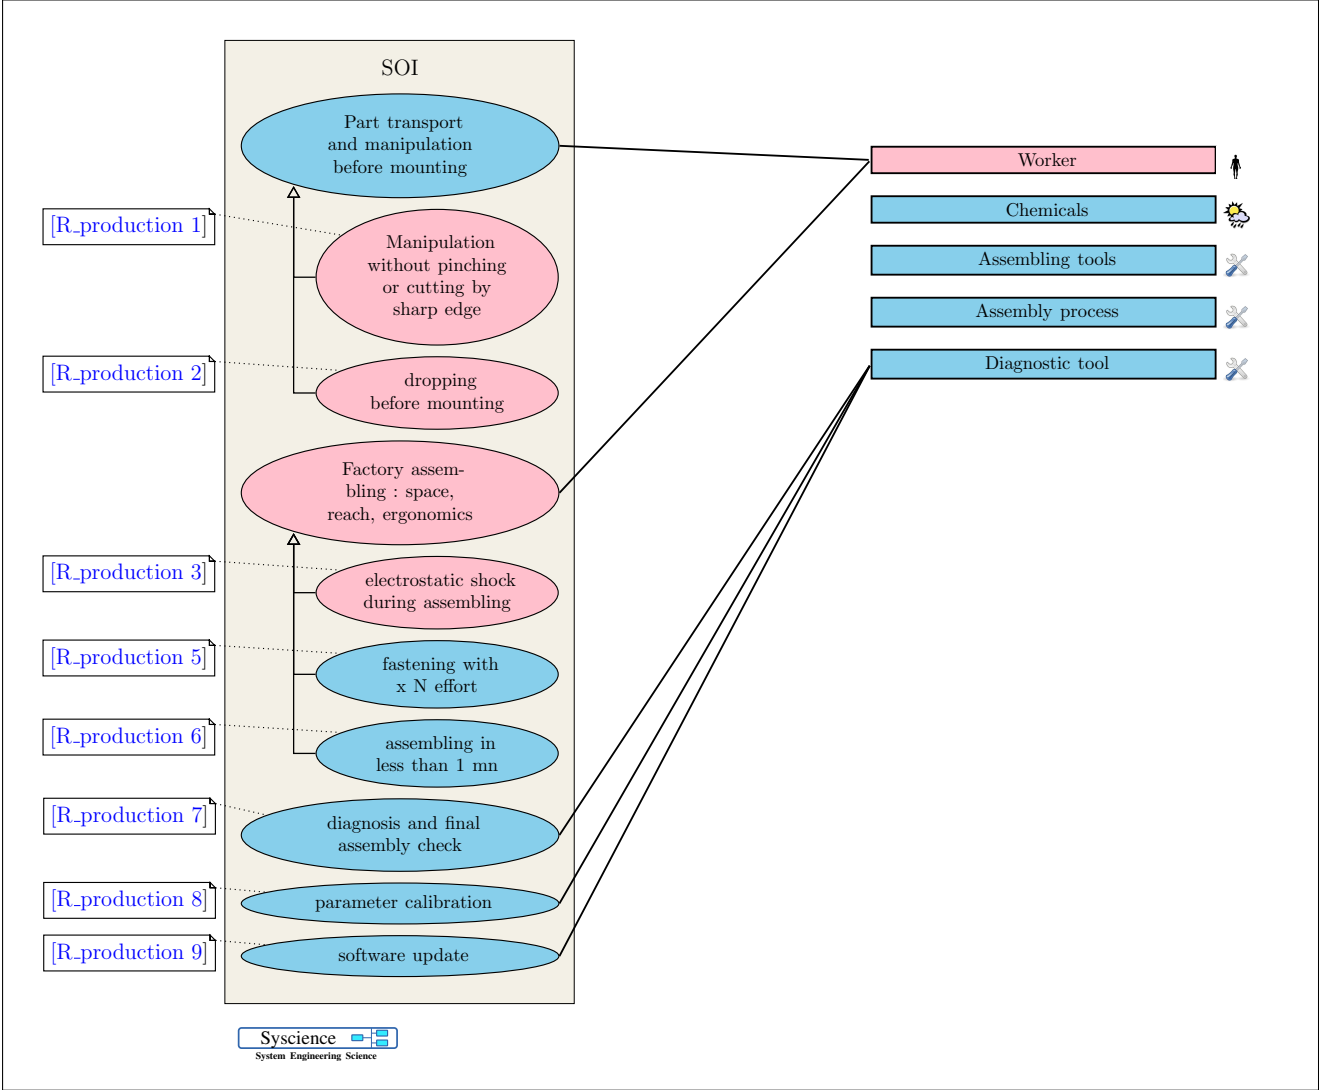 SOI
Part transport
and manipulation
before mounting
[R_production 1]
Manipulation
without pinching
or cutting by
sharp edge
[R_production 2]
dropping
before mounting
Factory assem-
bling : space,
reach, ergonomics
[R_production 3]
electrostatic shock
during assembling
[R_production 5]
fastening with
x N effort
[R_production 6]
assembling in
less than 1 mn
[R_production 7]
diagnosis and final
assembly check
[R_production 8]
parameter calibration
[R_production 9]
software update
Worker
Chemicals
Assembling tools
Assembly process
Diagnostic tool
Syscience
System Engineering Science